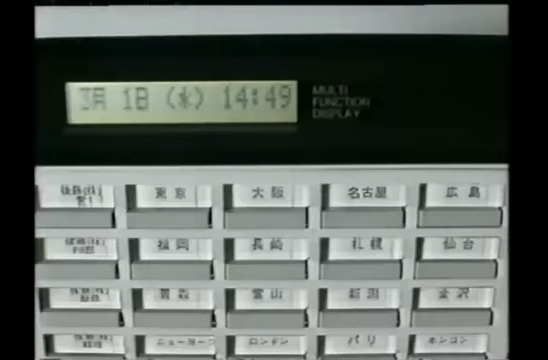 3月 1日 (水) 14:49
MULTI
FUNCTION
DISPLAY
東京 大阪 名古屋 広島
福岡 長崎 札幌 仙台
青森 富山 新潟 金沢
ニューヨーク ロンドン パリ ホンコン